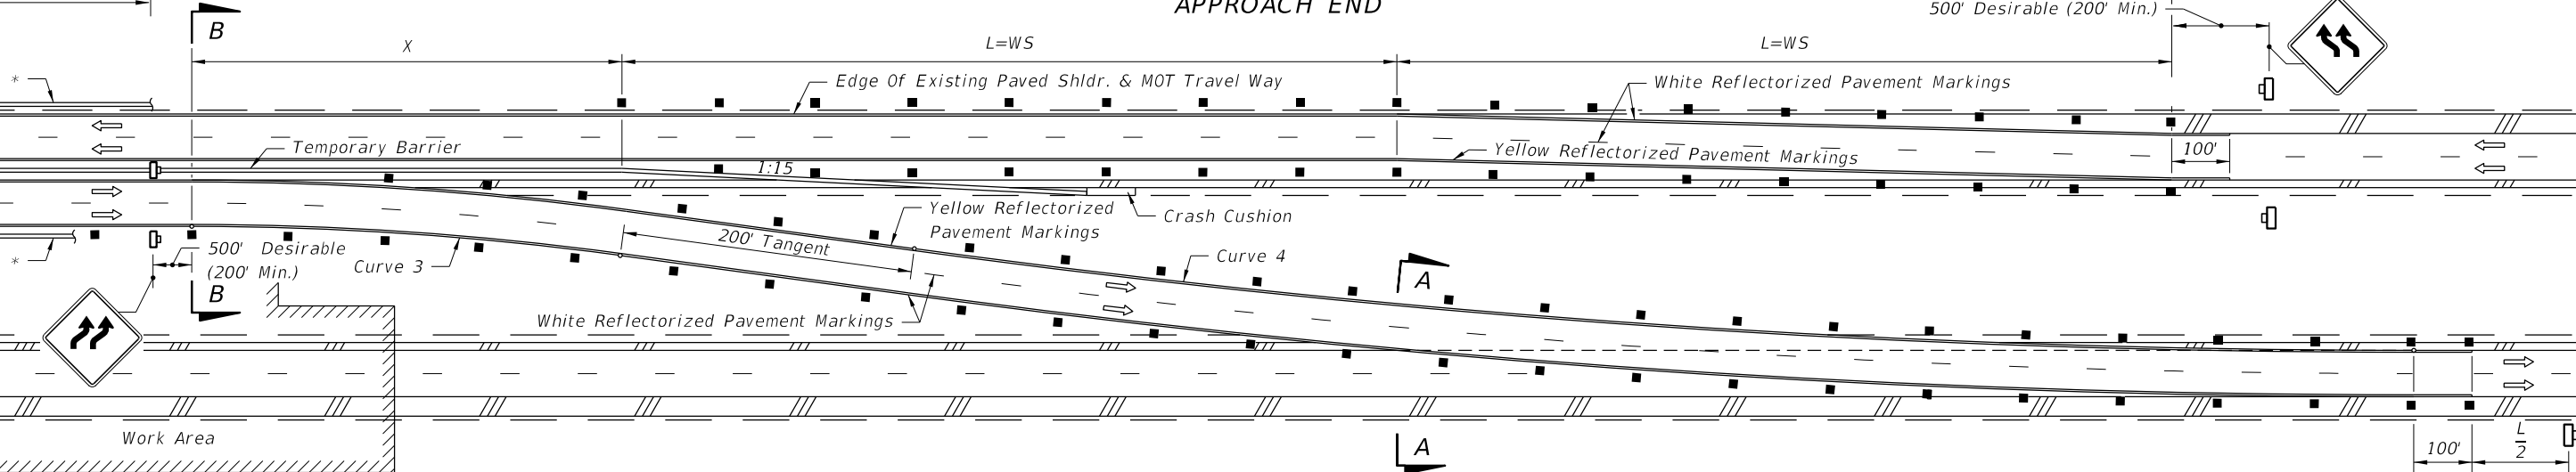 APPROACH END
500' Desirable (200' Min.)
B
X
L=WS
L=WS
*
Edge Of Existing Paved Shldr. & MOT Travel Way
White Reflectorized Pavement Markings
Temporary Barrier
1:15
Yellow Reflectorized Pavement Markings
100'
Yellow Reflectorized
Pavement Markings
Crash Cushion
*
500' Desirable
(200' Min.)
Curve 3
200' Tangent
Curve 4
B
A
White Reflectorized Pavement Markings
Work Area
A
100'
L
2